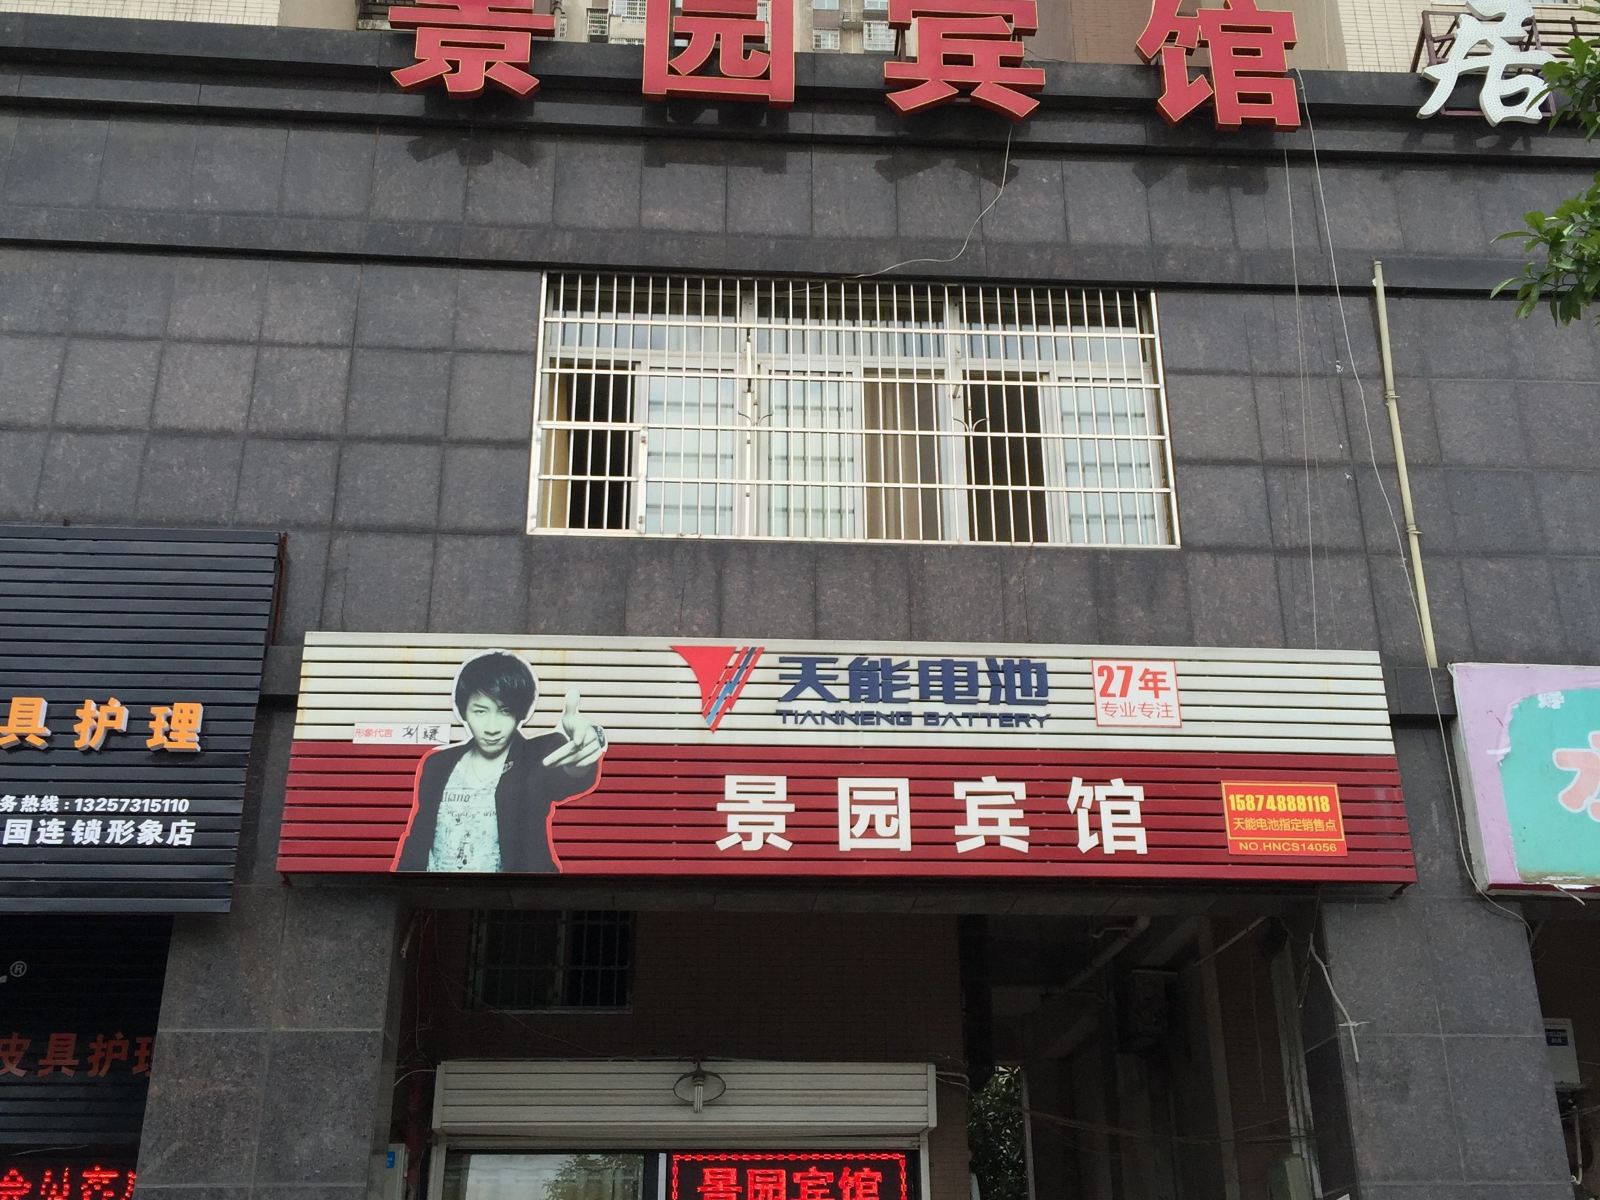 景园宾馆
居
天能电池
TIANNENG BATTERY
27年
专业专注
形象代言
景园宾馆
15874880118
天能电池指定销售点
NO.HNCS14056
具护理
务热线:13257315110
国连锁形象店
®
皮具护理
景园宾馆